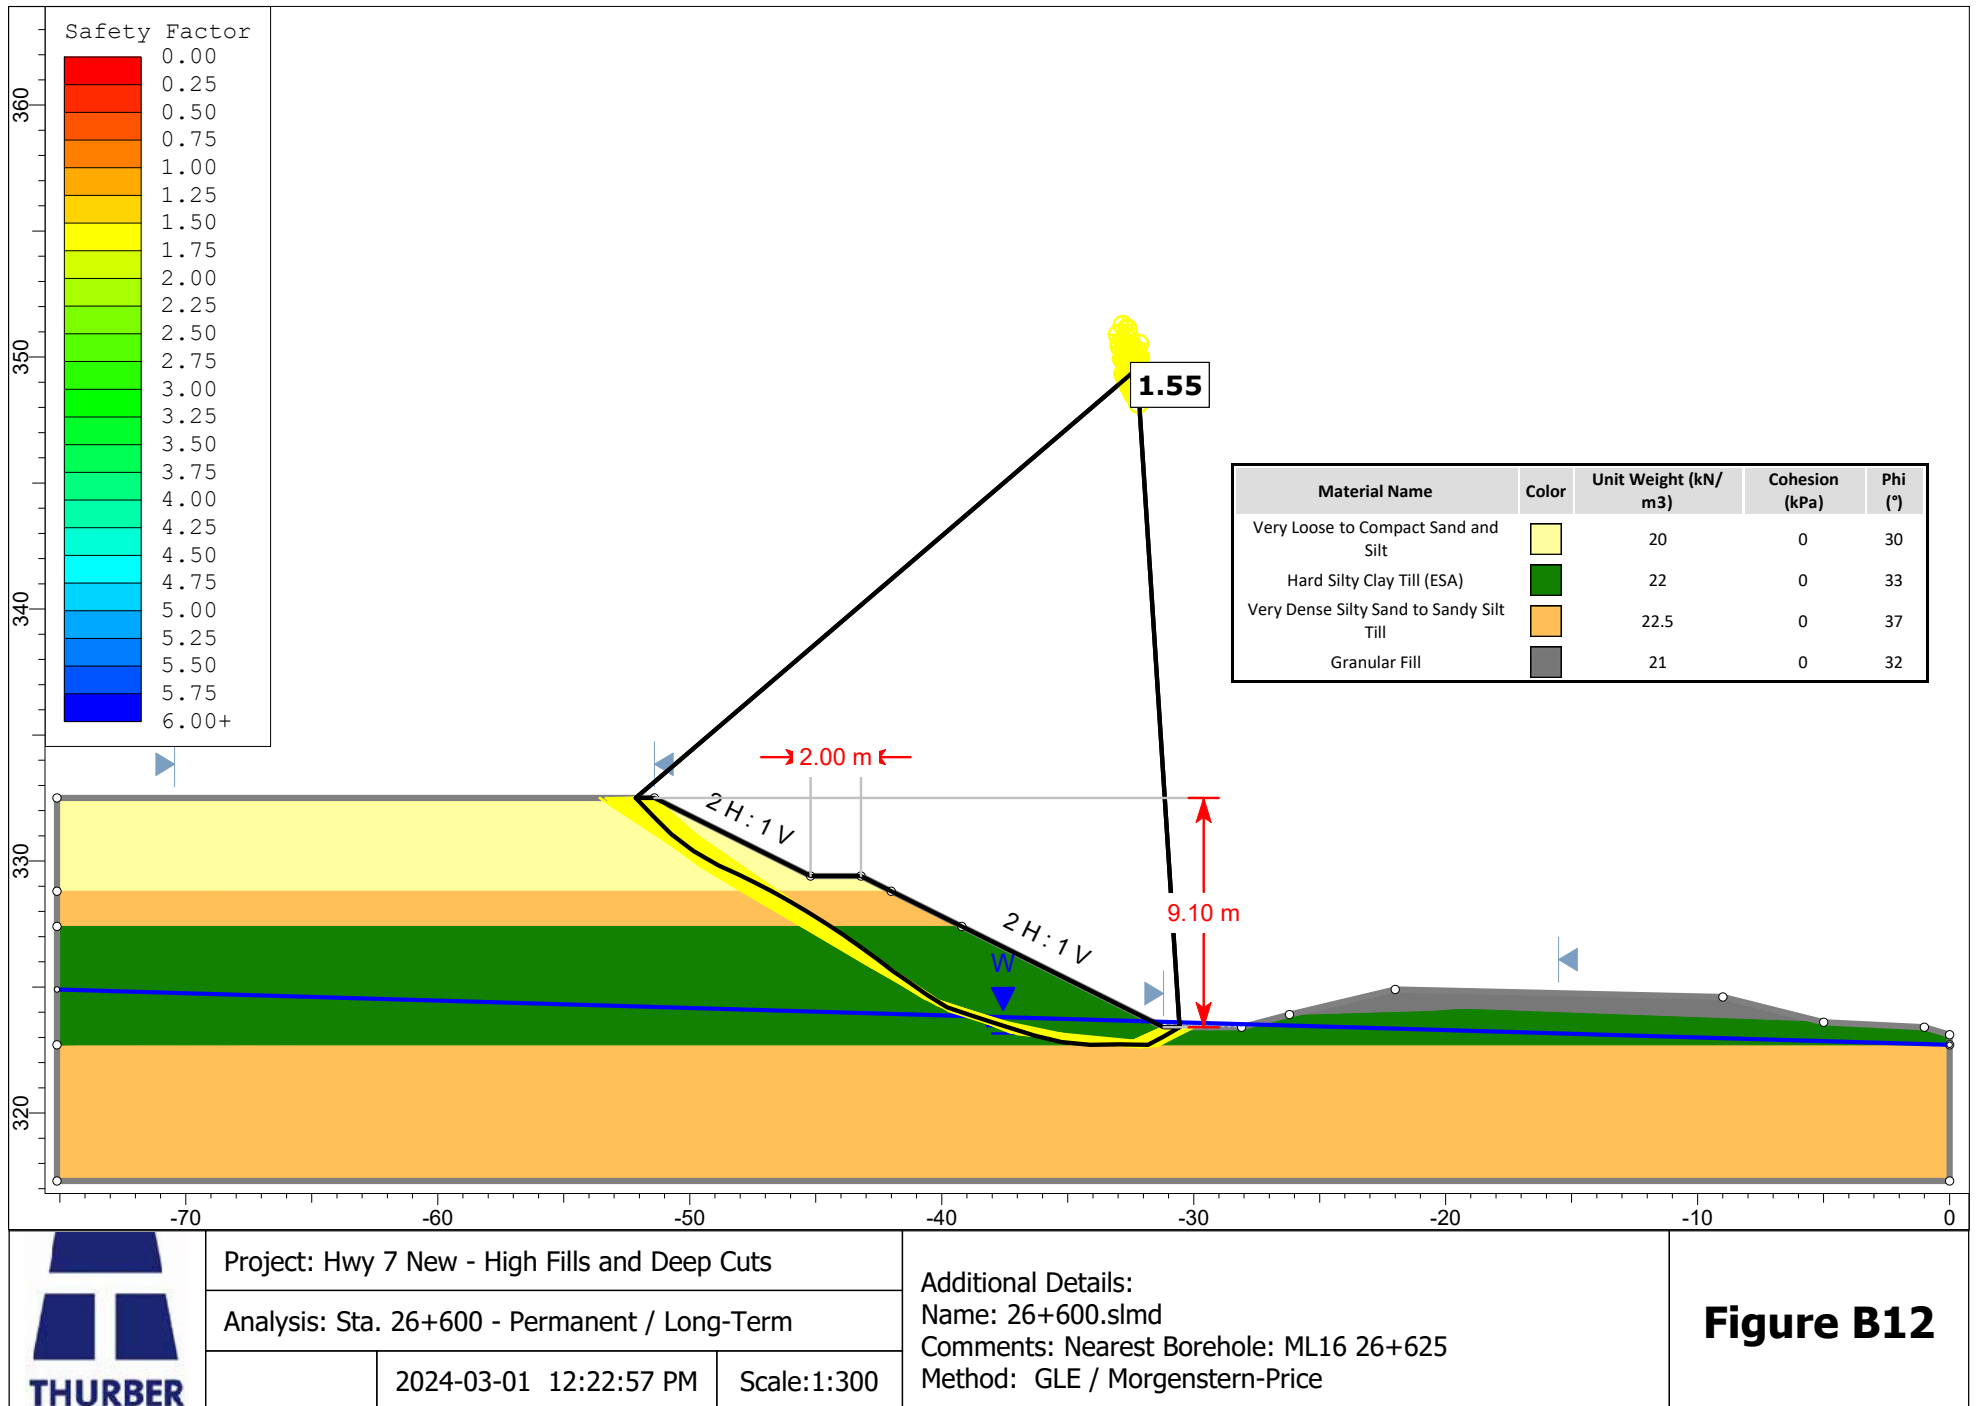 Safety Factor
0.00
0.25
0.50
0.75
1.00
1.25
1.50
1.75
2.00
2.25
2.50
2.75
3.00
3.25
3.50
3.75
4.00
4.25
4.50
4.75
5.00
5.25
5.50
5.75
6.00+
360
350
340
330
320
1.55
Material Name Color Unit Weight (kN/m3) Cohesion (kPa) Phi (°)
Very Loose to Compact Sand and Silt 20 0 30
Hard Silty Clay Till (ESA) 22 0 33
Very Dense Silty Sand to Sandy Silt Till 22.5 0 37
Granular Fill 21 0 32
2.00 m
2 H : 1 V
9.10 m
2 H : 1 V
W
-70 -60 -50 -40 -30 -20 -10 0
THURBER
Project: Hwy 7 New - High Fills and Deep Cuts
Analysis: Sta. 26+600 - Permanent / Long-Term
2024-03-01 12:22:57 PM
Scale:1:300
Additional Details:
Name: 26+600.slmd
Comments: Nearest Borehole: ML16 26+625
Method: GLE / Morgenstern-Price
Figure B12